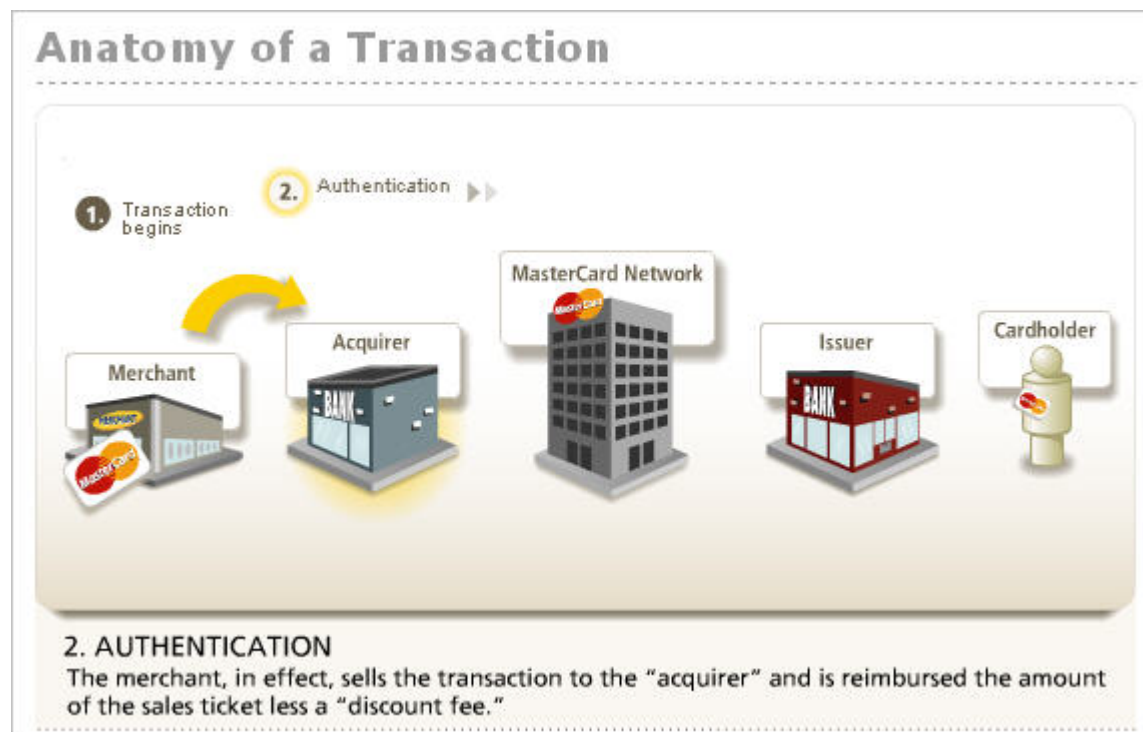 Anatomy of a Transaction
1. Transaction
begins
2. Authentication
Merchant
Acquirer
MasterCard Network
Issuer
Cardholder
MERCHANT
MasterCard
BANK
MasterCard
BANK
2. AUTHENTICATION
The merchant, in effect, sells the transaction to the “acquirer” and is reimbursed the amount
of the sales ticket less a “discount fee.”